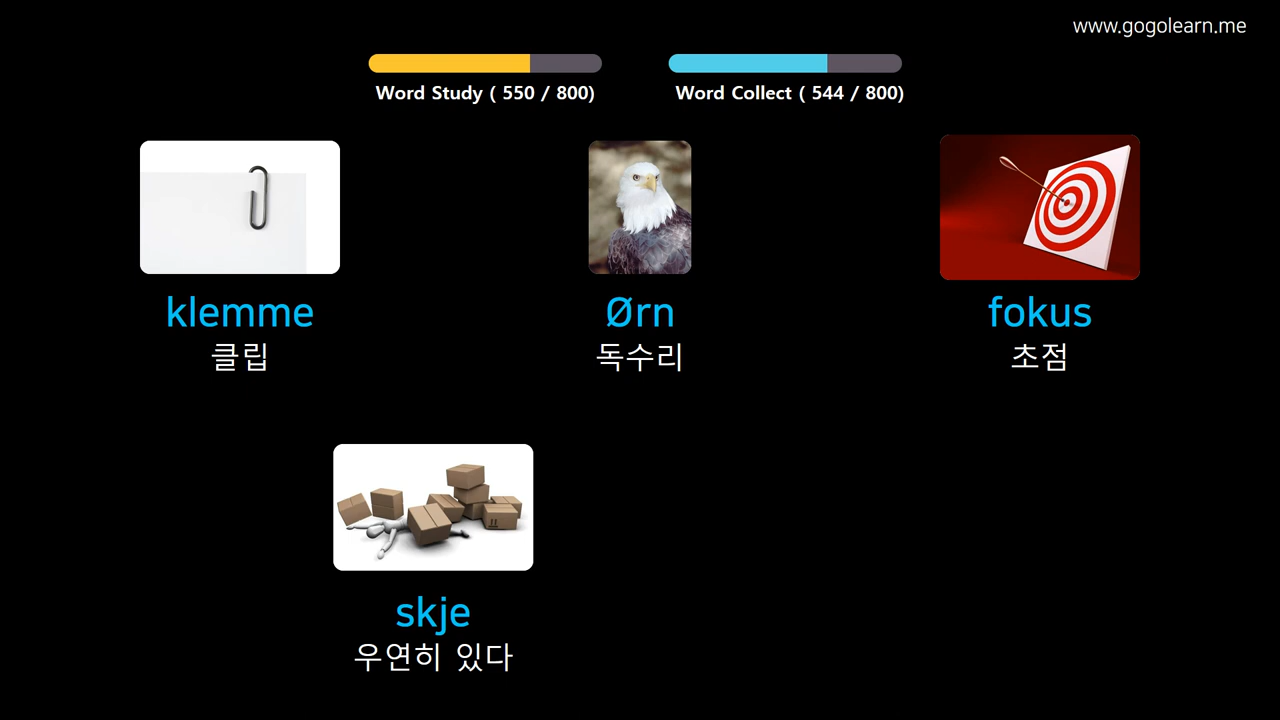 www.gogolearn.me
Word Study ( 550 / 800)
Word Collect ( 544 / 800)
klemme
클립
Ørn
독수리
fokus
초점
skje
우연히 있다